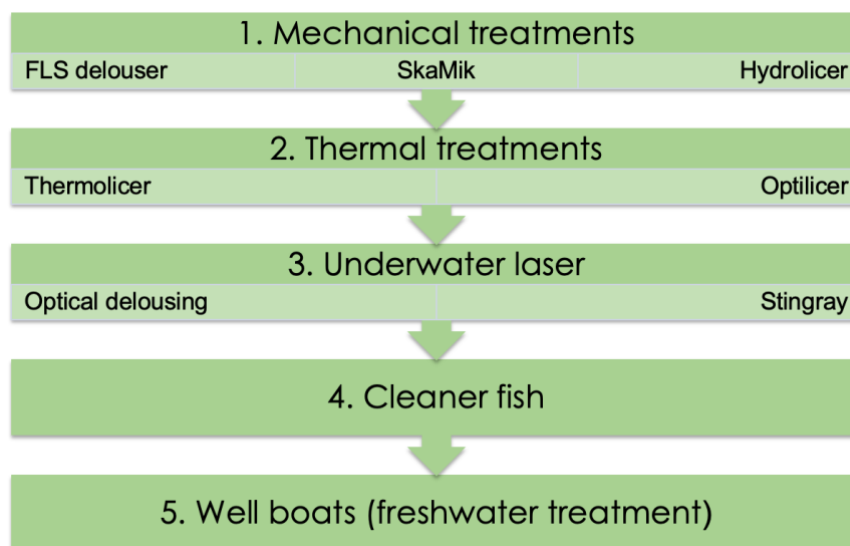 1. Mechanical treatments
FLS delouser SkaMik Hydrolicer
2. Thermal treatments
Thermolicer Optilicer
3. Underwater laser
Optical delousing Stingray
4. Cleaner fish
5. Well boats (freshwater treatment)